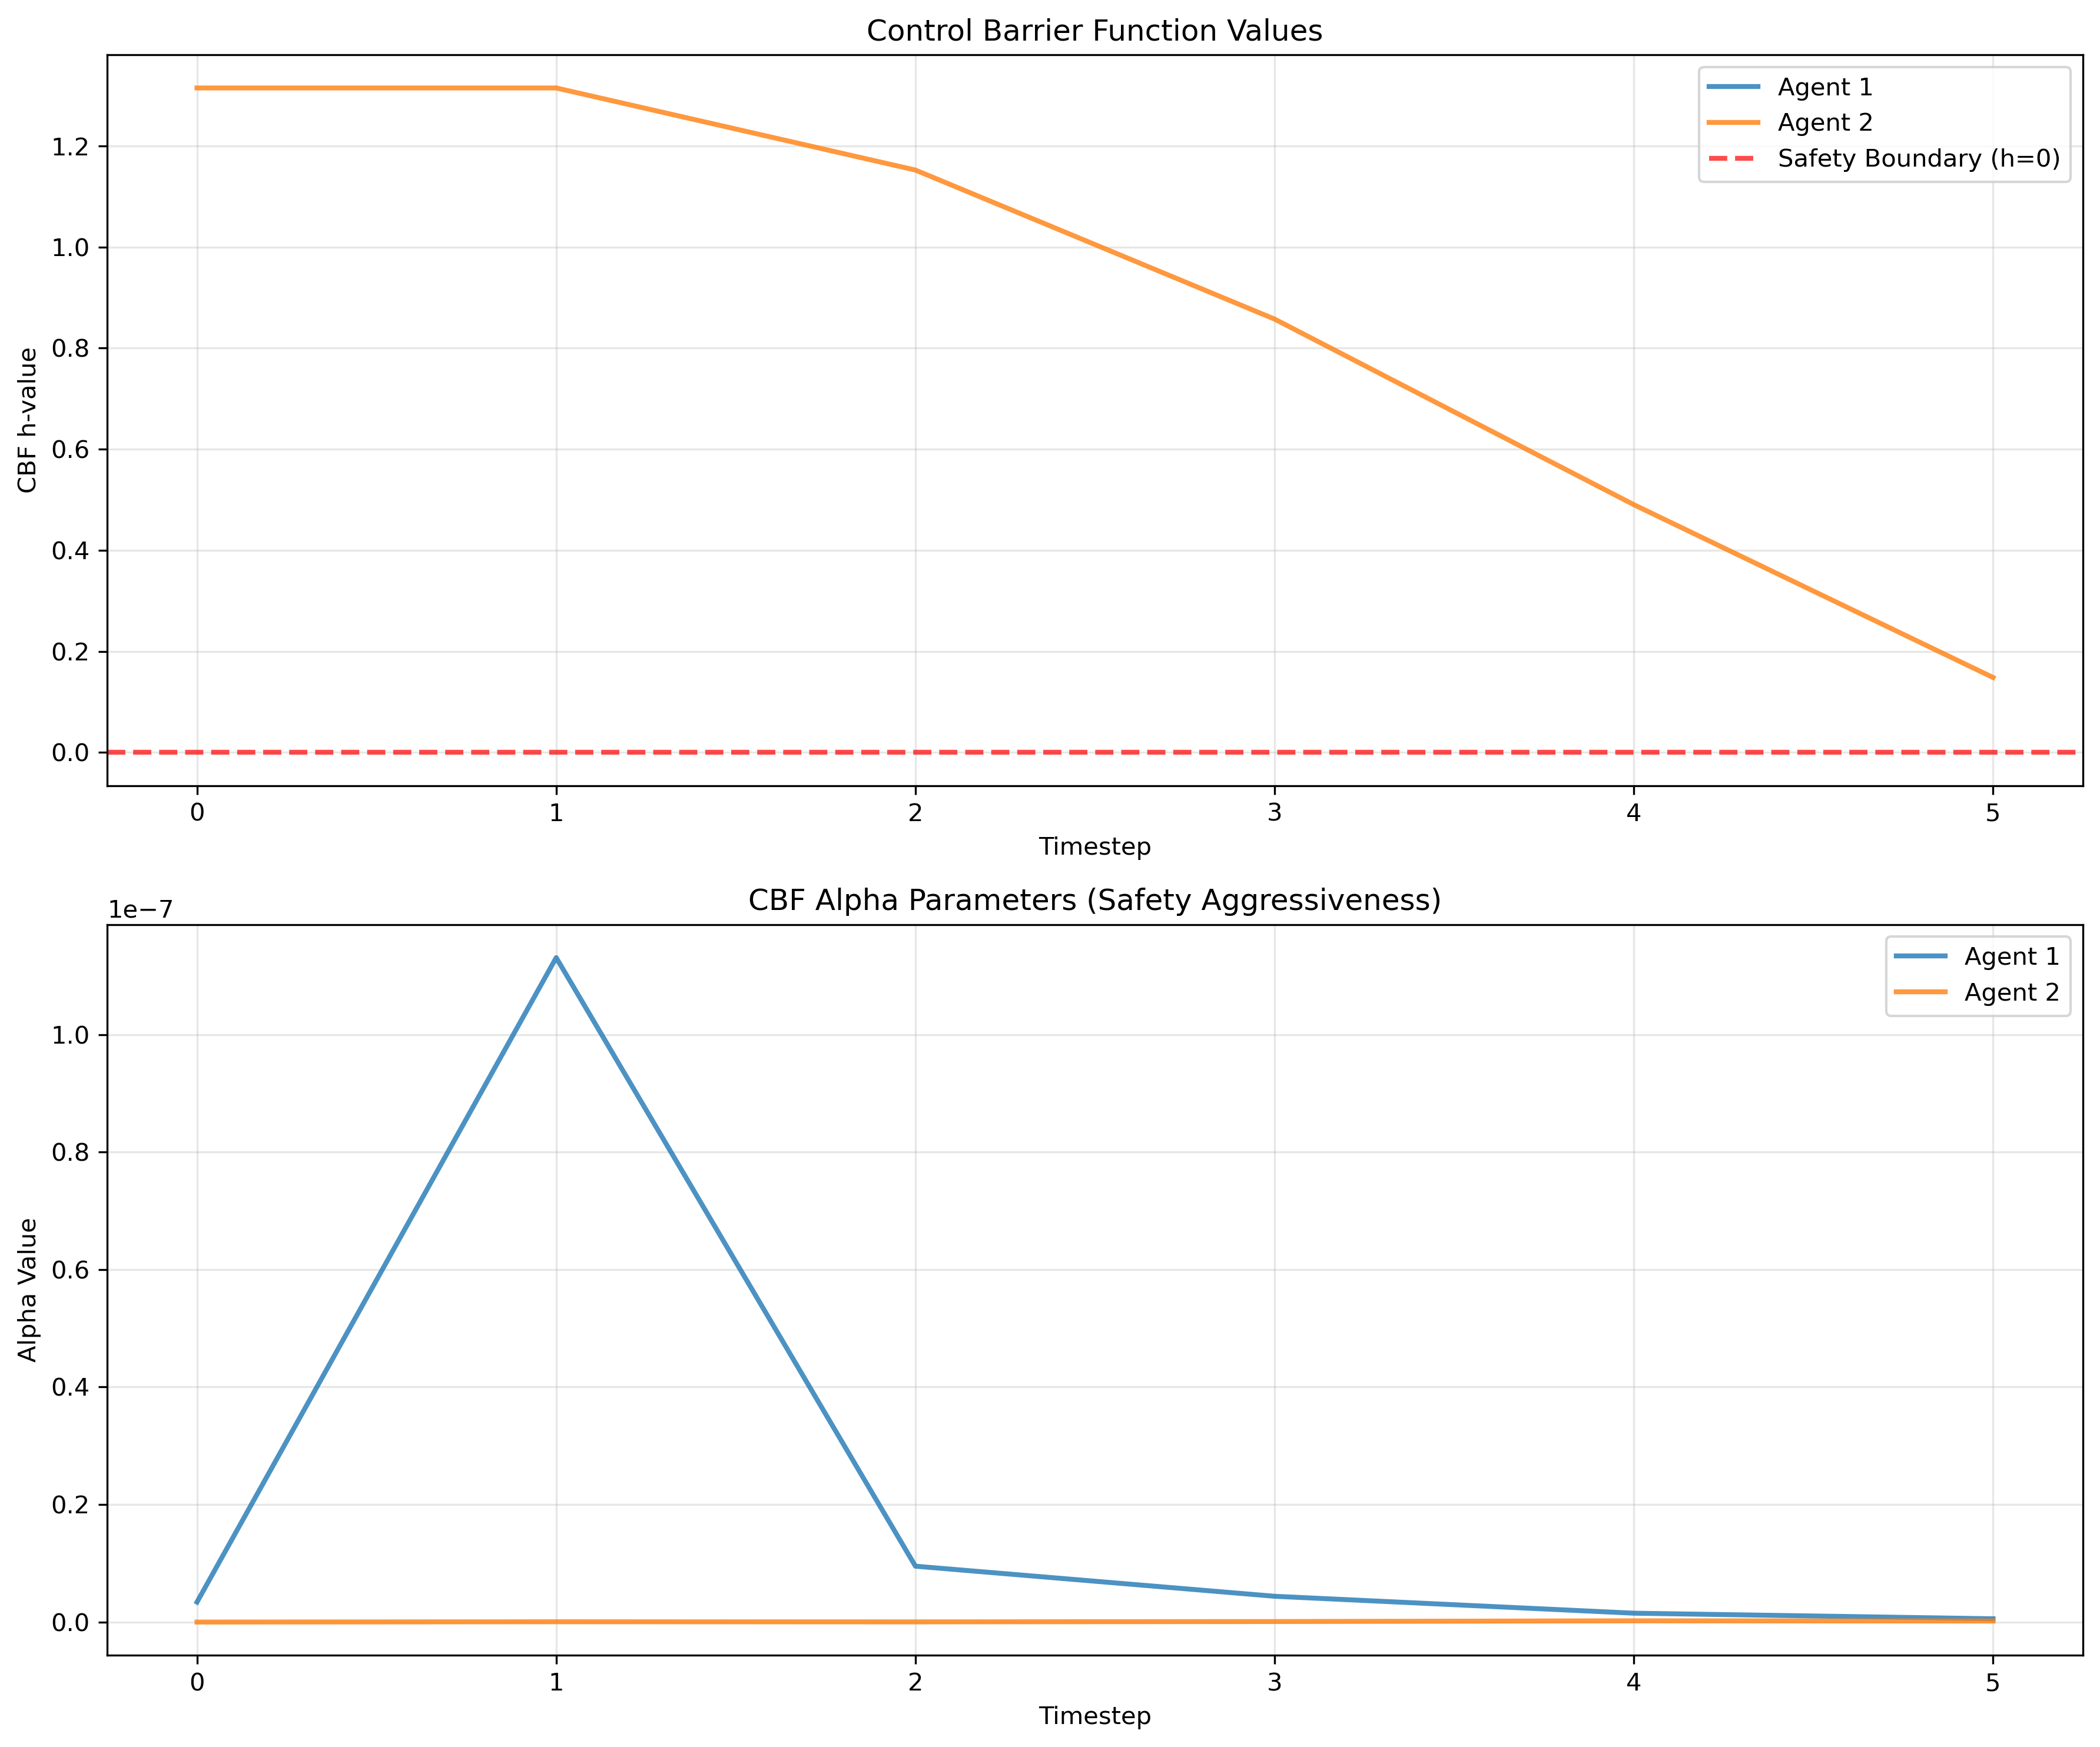 Control Barrier Function Values
Agent 1
Agent 2
Safety Boundary (h=0)
CBF h-value
1.2
1.0
0.8
0.6
0.4
0.2
0.0
0 1 2 3 4 5
Timestep
CBF Alpha Parameters (Safety Aggressiveness)
1e−7
Agent 1
Agent 2
Alpha Value
1.0
0.8
0.6
0.4
0.2
0.0
0 1 2 3 4 5
Timestep